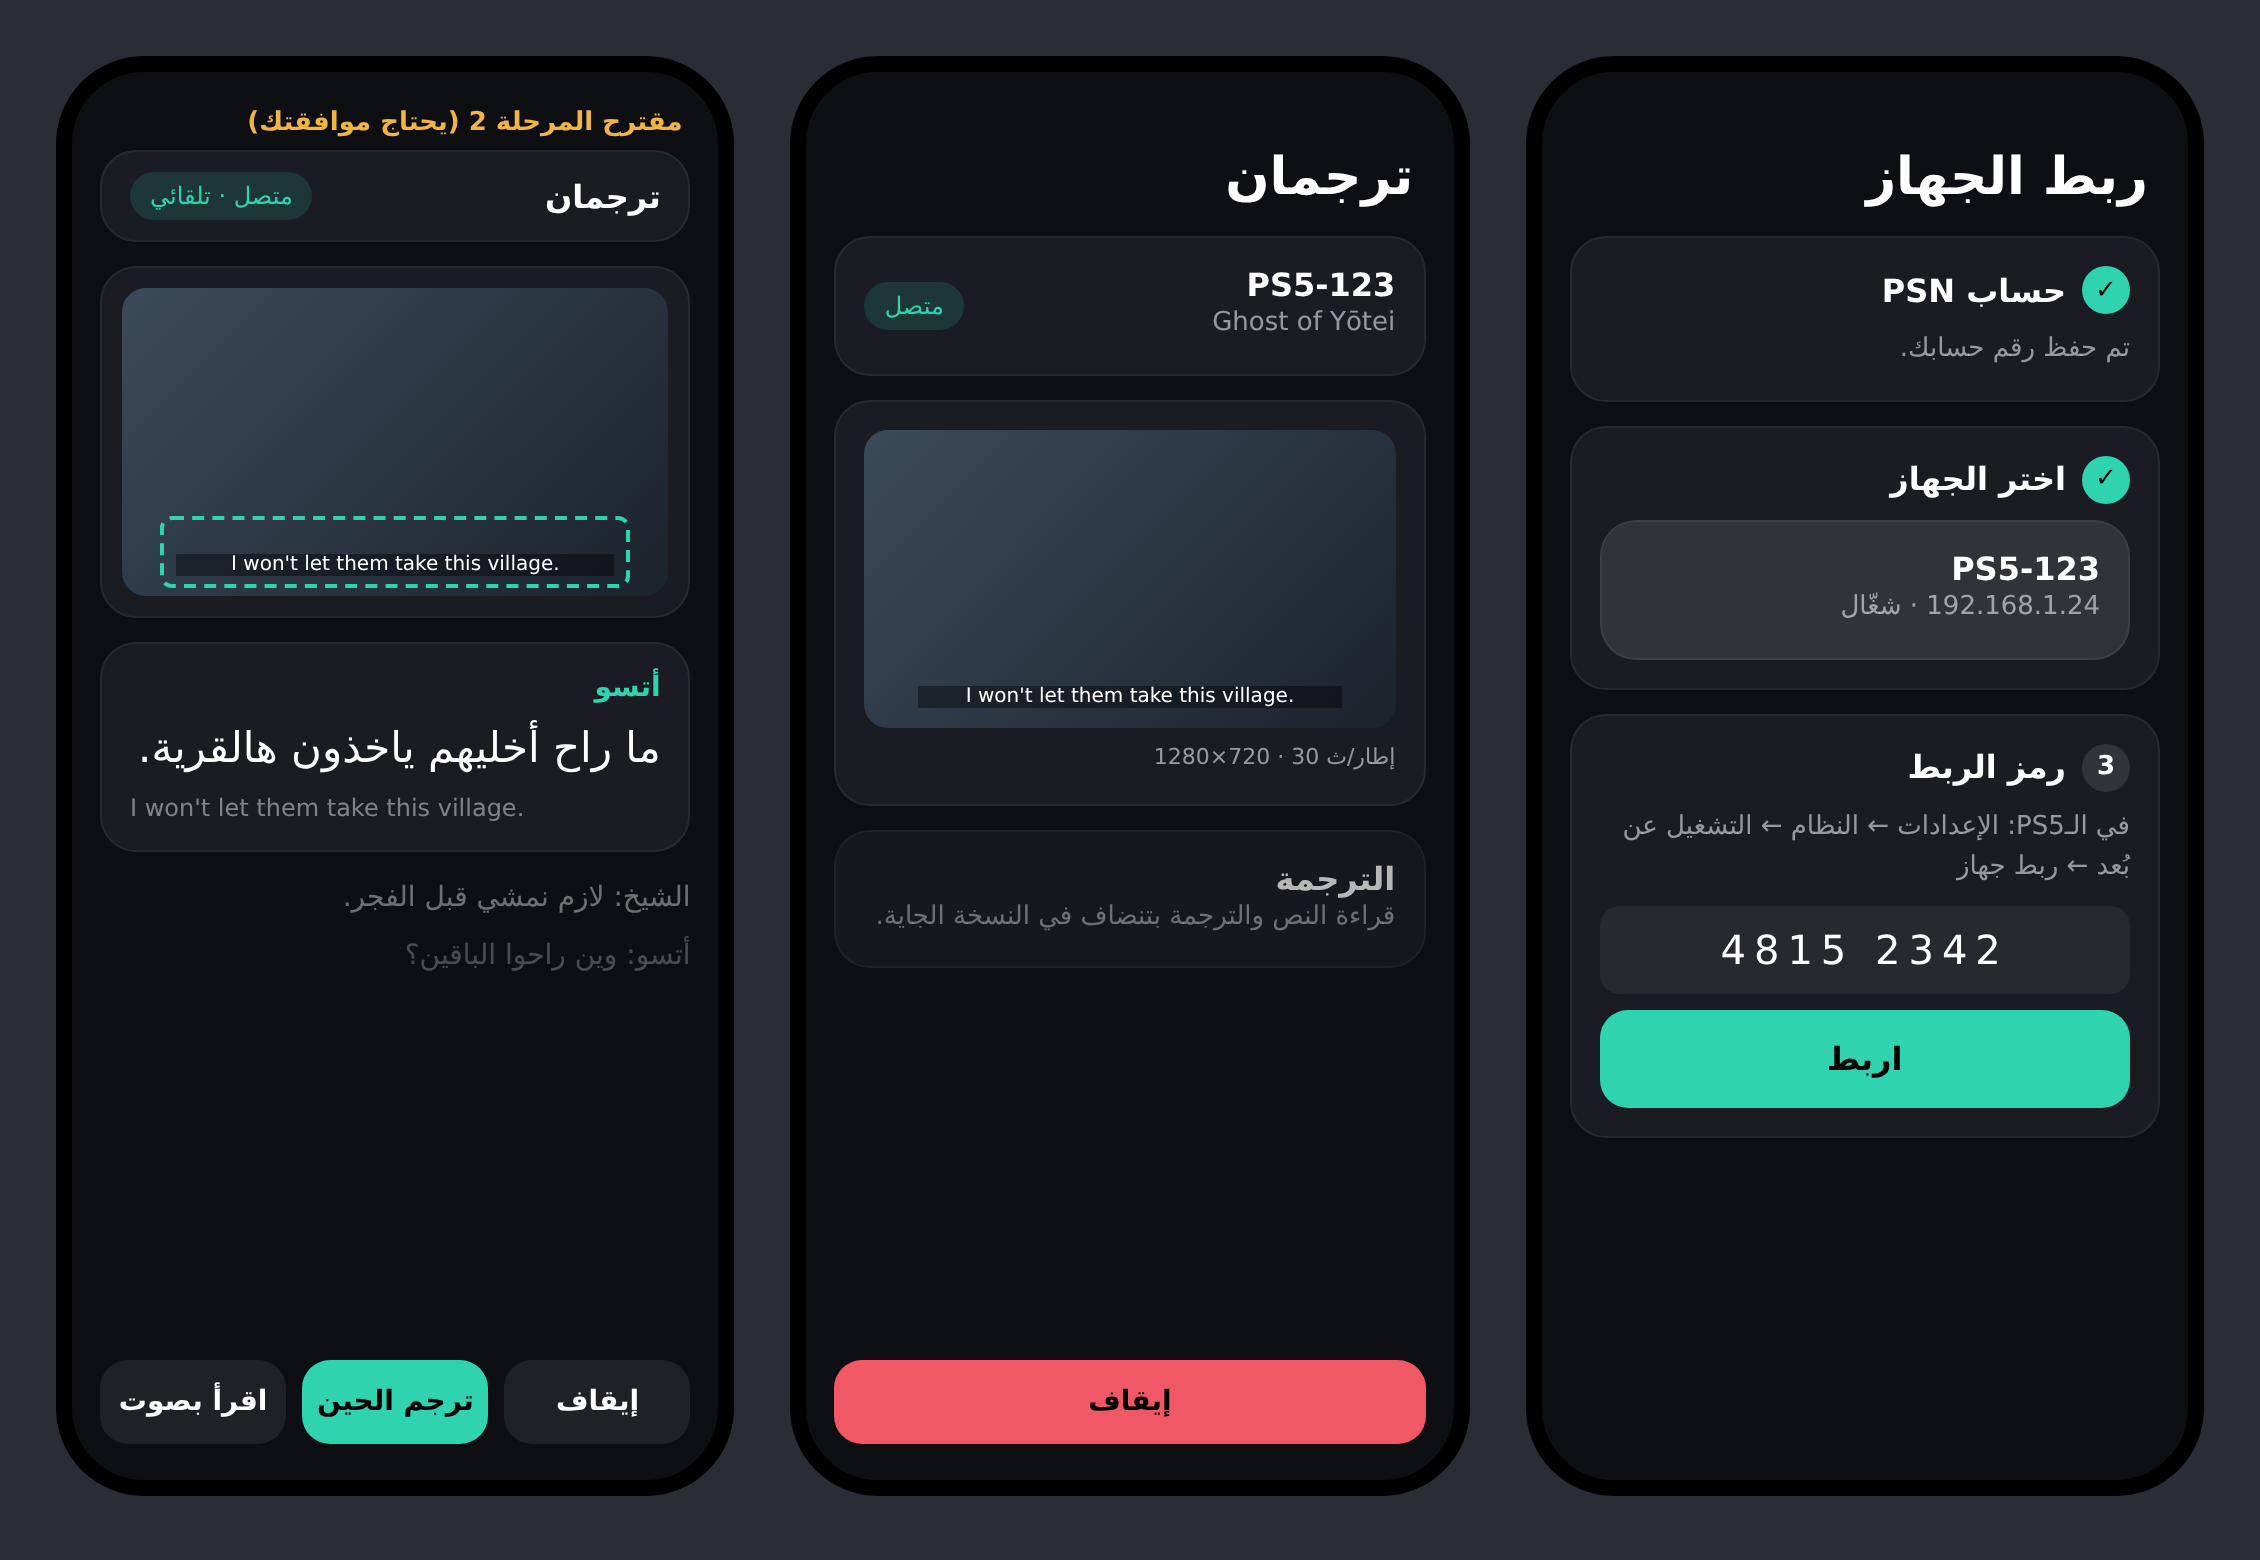 ربط الجهاز
✓ حساب PSN
تم حفظ رقم حسابك.
✓ اختر الجهاز
PS5-123
192.168.1.24 · شغّال
3 رمز الربط
في الـPS5: الإعدادات ← النظام ← التشغيل عن
بُعد ← ربط جهاز
4815 2342
اربط
ترجمان
PS5-123
Ghost of Yōtei
متصل
I won't let them take this village.
1280×720 · 30 إطار/ث
الترجمة
قراءة النص والترجمة بتنضاف في النسخة الجاية.
إيقاف
مقترح المرحلة 2 (يحتاج موافقتك)
ترجمان
متصل · تلقائي
I won't let them take this village.
أتسو
ما راح أخليهم ياخذون هالقرية.
I won't let them take this village.
الشيخ: لازم نمشي قبل الفجر.
أتسو: وين راحوا الباقين؟
إيقاف
ترجم الحين
اقرأ بصوت